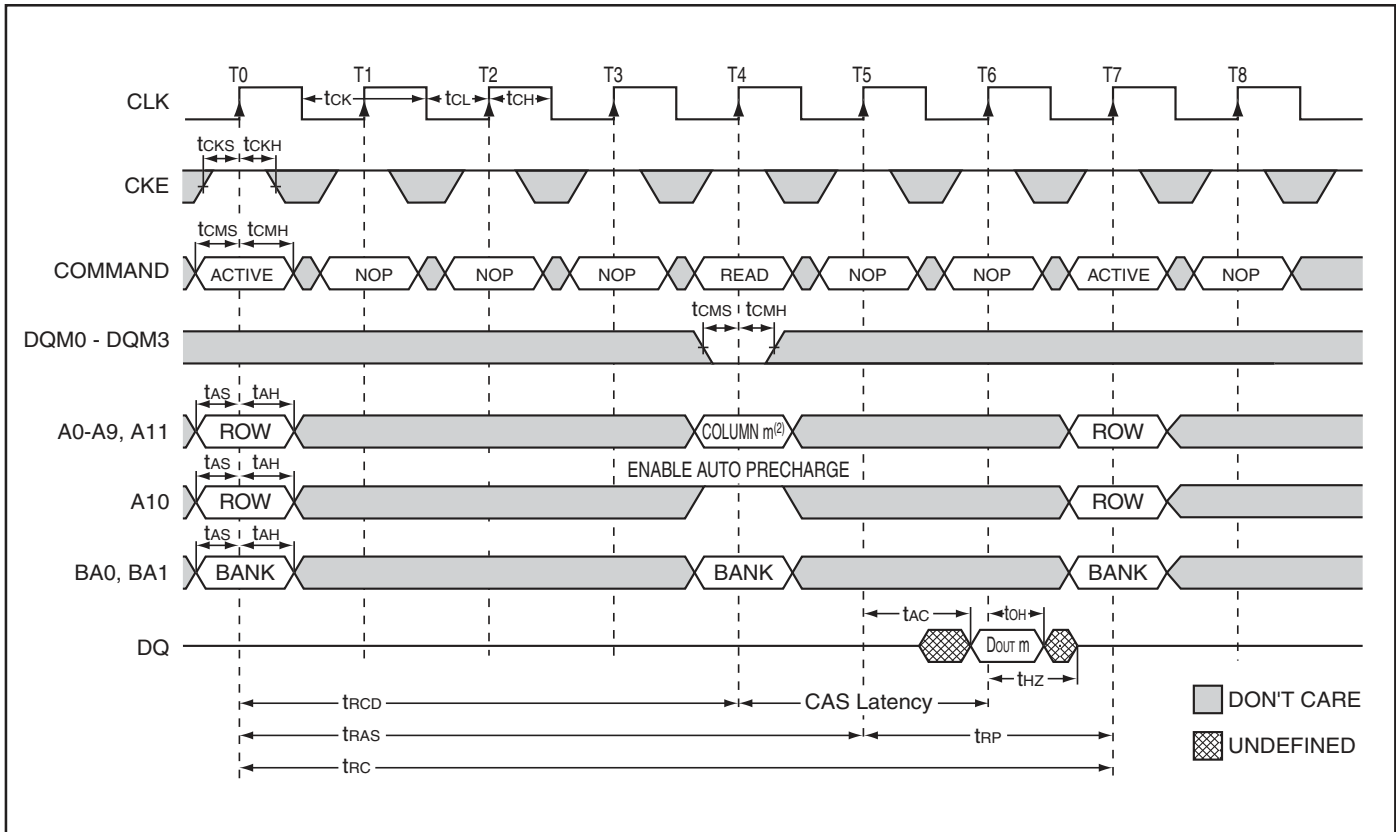 T0 T1 T2 T3 T4 T5 T6 T7 T8
CLK tCK tCL tCH
tCKS tCKH
CKE
tCMS tCMH
COMMAND ACTIVE NOP NOP NOP READ NOP NOP ACTIVE NOP
tCMS tCMH
DQM0 - DQM3
tAS tAH
A0-A9, A11 ROW COLUMN m(2) ROW
tAS tAH ENABLE AUTO PRECHARGE
A10 ROW ROW
tAS tAH
BA0, BA1 BANK BANK BANK
tAC tOH
DQ DOUT m
tHZ
tRCD CAS Latency DON'T CARE
tRAS tRP UNDEFINED
tRC